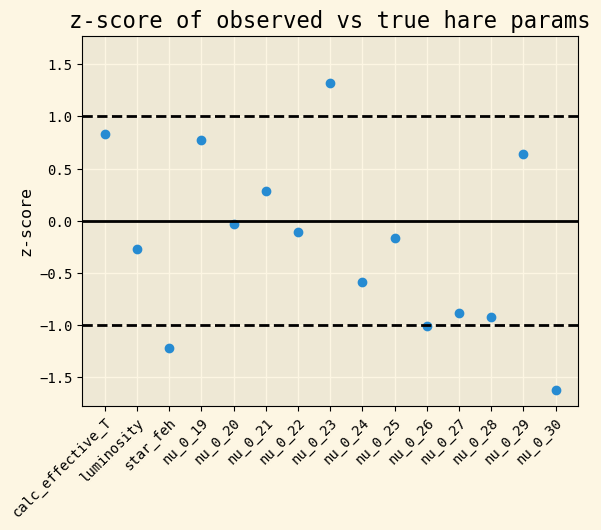 z-score of observed vs true hare params
z-score
1.5
1.0
0.5
0.0
−0.5
−1.0
−1.5
calc_effective_T
luminosity
star_feh
nu_0_19
nu_0_20
nu_0_21
nu_0_22
nu_0_23
nu_0_24
nu_0_25
nu_0_26
nu_0_27
nu_0_28
nu_0_29
nu_0_30